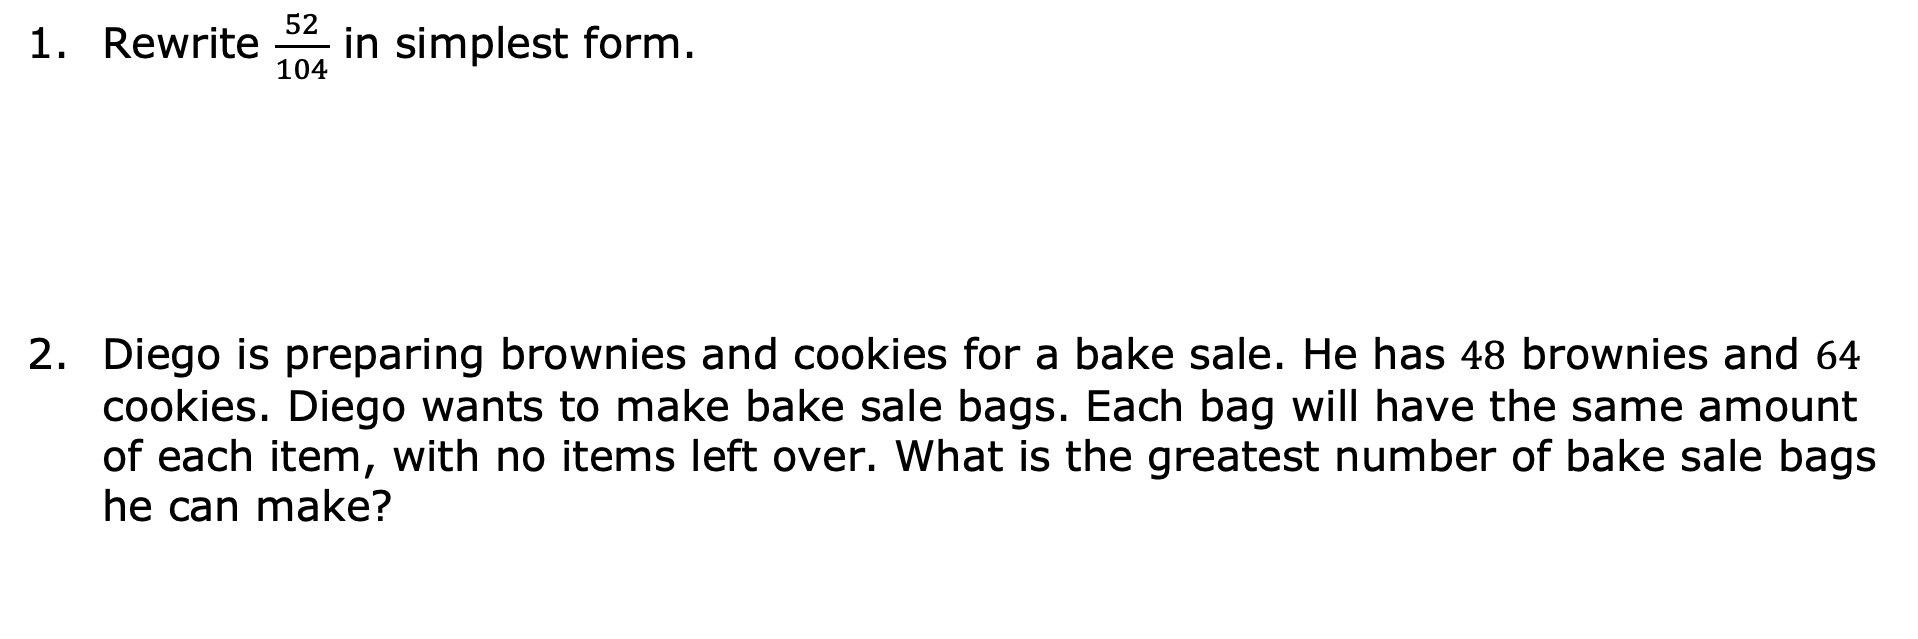 1. Rewrite 52/104 in simplest form.
2. Diego is preparing brownies and cookies for a bake sale. He has 48 brownies and 64
cookies. Diego wants to make bake sale bags. Each bag will have the same amount
of each item, with no items left over. What is the greatest number of bake sale bags
he can make?